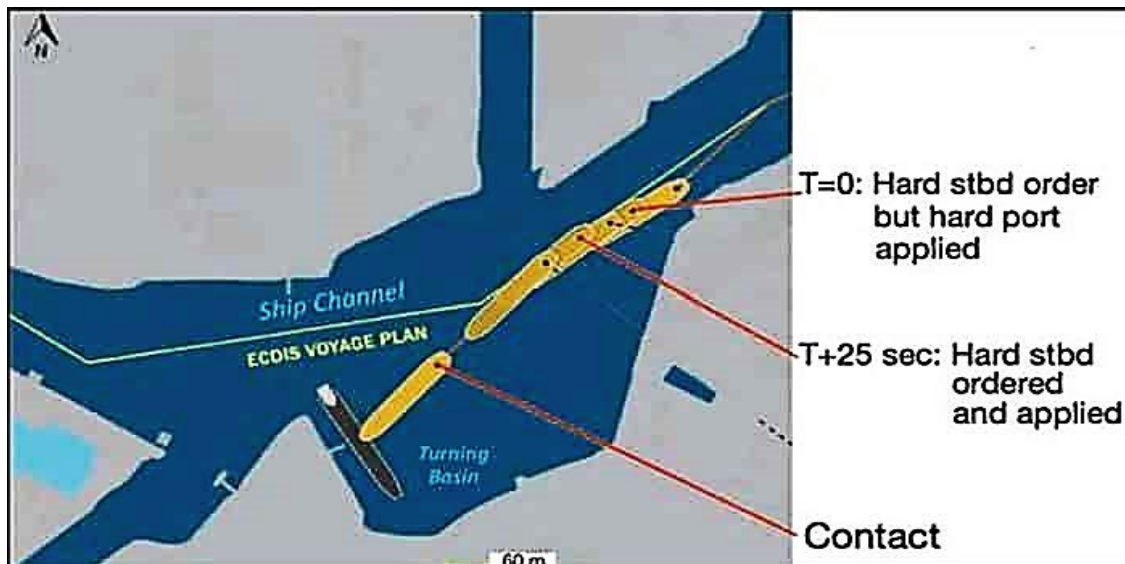 N
T=0: Hard stbd order
but hard port
applied
Ship Channel
ECDIS VOYAGE PLAN
T+25 sec: Hard stbd
ordered
and applied
Turning
Basin
Contact
60 m